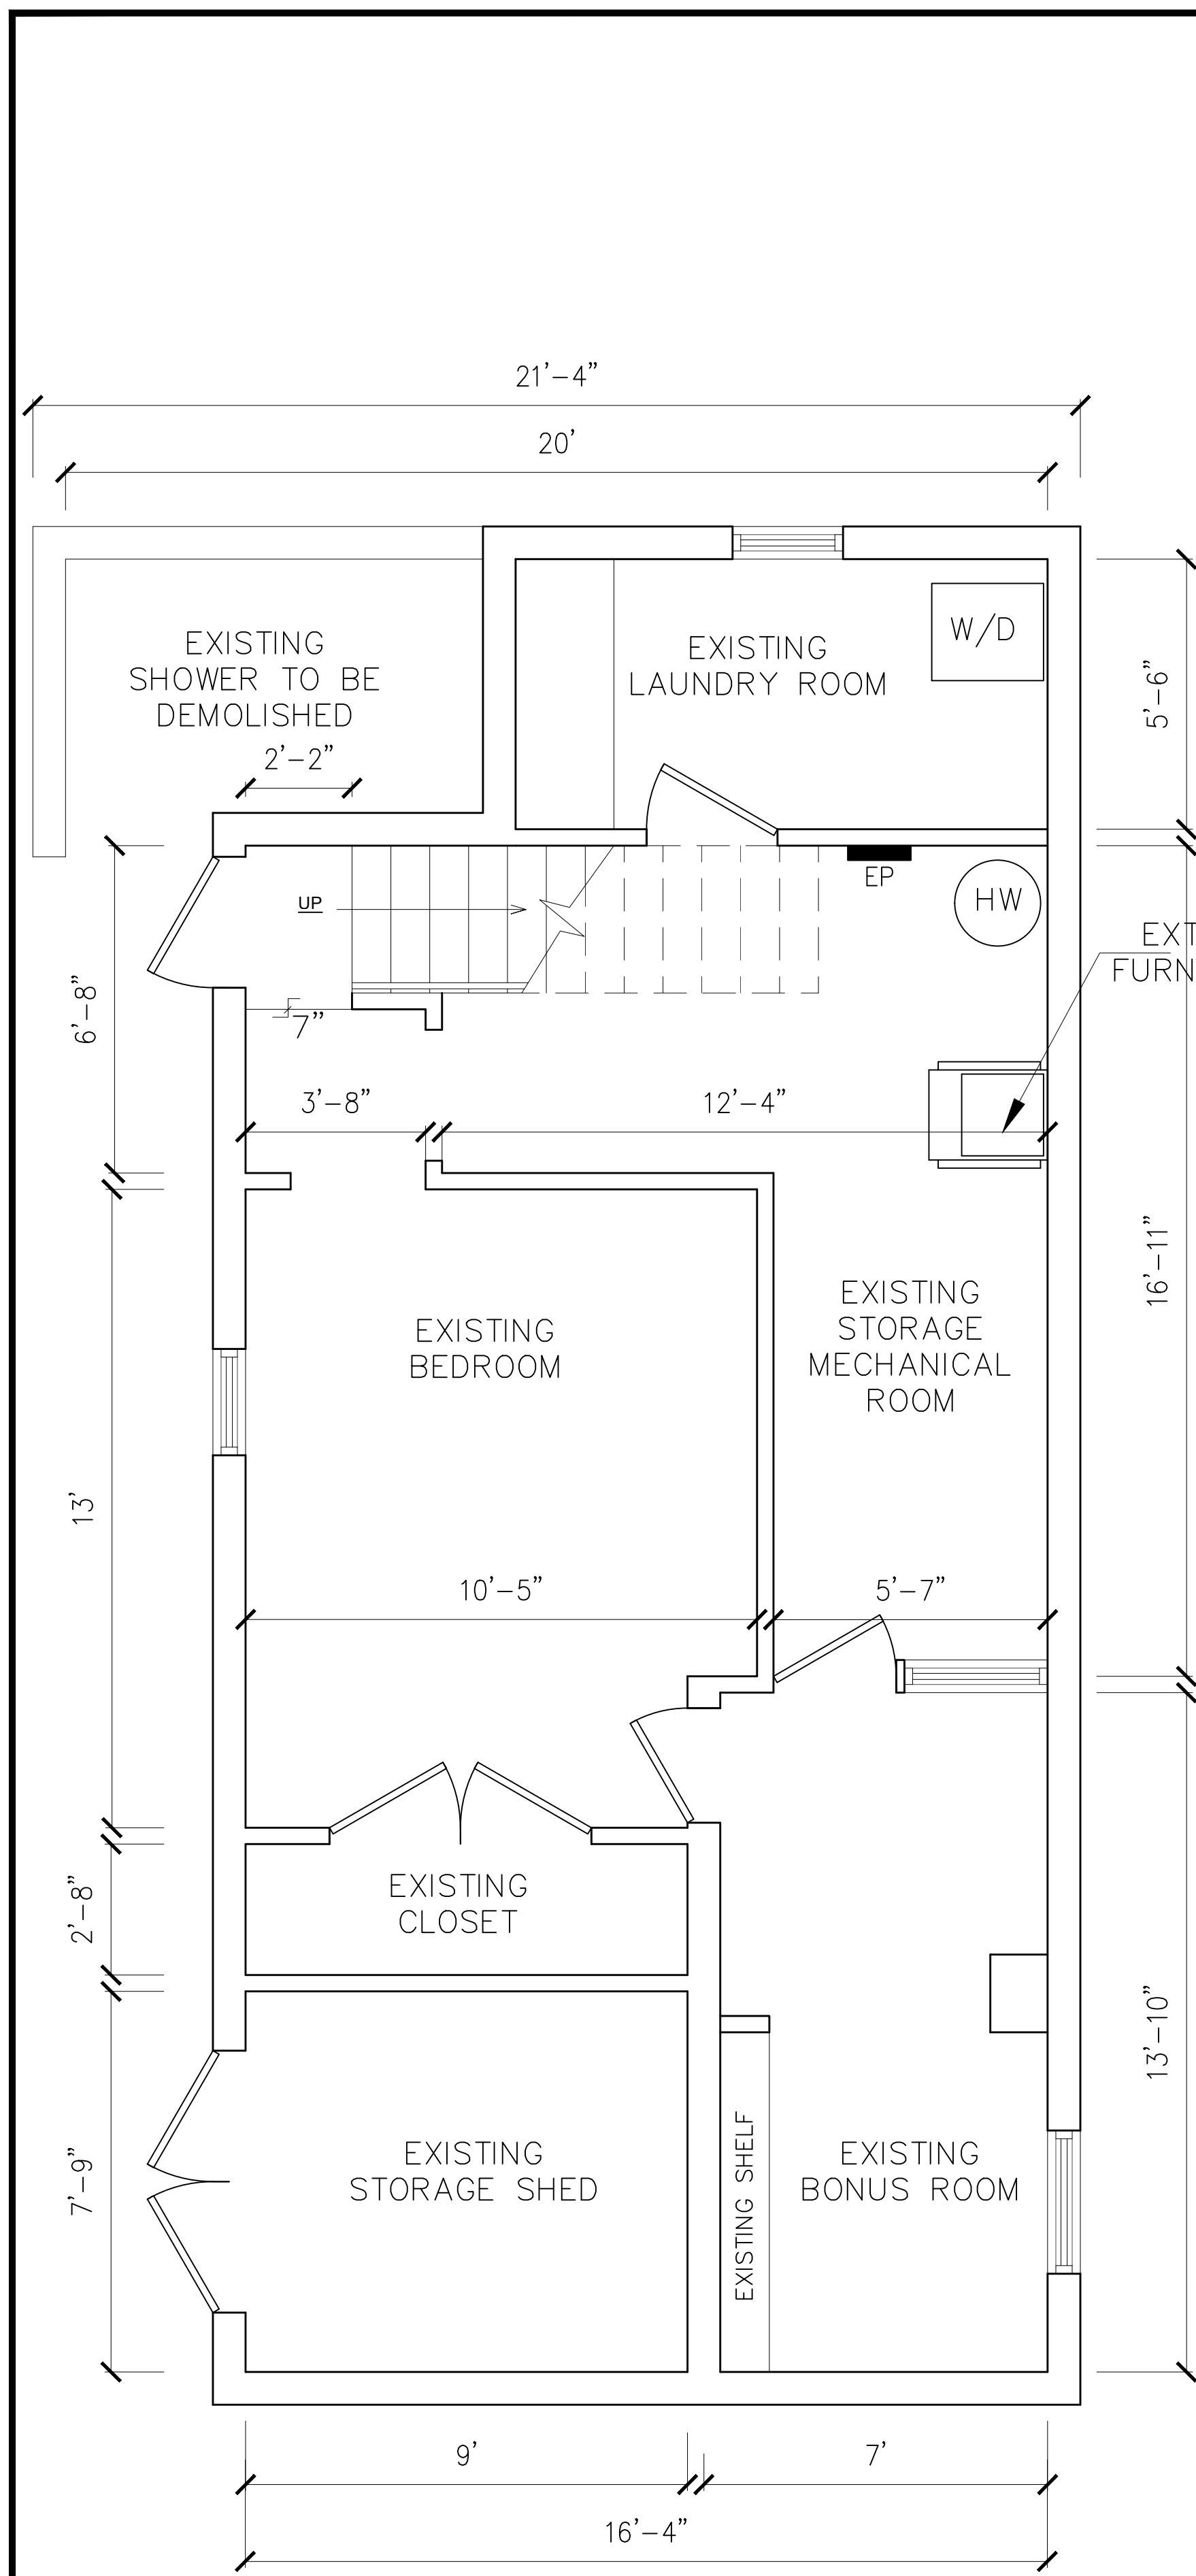 21'-4"
20'
EXISTING
SHOWER TO BE
DEMOLISHED
EXISTING
LAUNDRY ROOM
W/D
5'-6"
2'-2"
UP
EP
HW
EXT
FURN
6'-8"
7"
3'-8"
12'-4"
16'-11"
EXISTING
BEDROOM
EXISTING
STORAGE
MECHANICAL
ROOM
13'
10'-5"
5'-7"
EXISTING
CLOSET
2'-8"
13'-10"
EXISTING
STORAGE SHED
EXISTING SHELF
EXISTING
BONUS ROOM
7'-9"
9'
7'
16'-4"